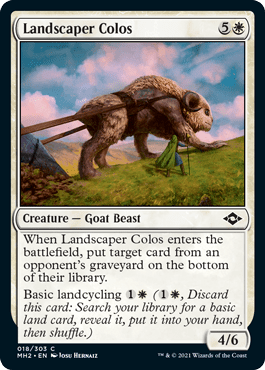 Landscaper Colos 5
Creature — Goat Beast
When Landscaper Colos enters the
battlefield, put target card from an
opponent's graveyard on the bottom
of their library.
Basic landcycling 1 (1, Discard
this card: Search your library for a basic
land card, reveal it, put it into your hand,
then shuffle.)
4/6
018/303 C
MH2 • EN Josu Hernaiz
™ & © 2021 Wizards of the Coast